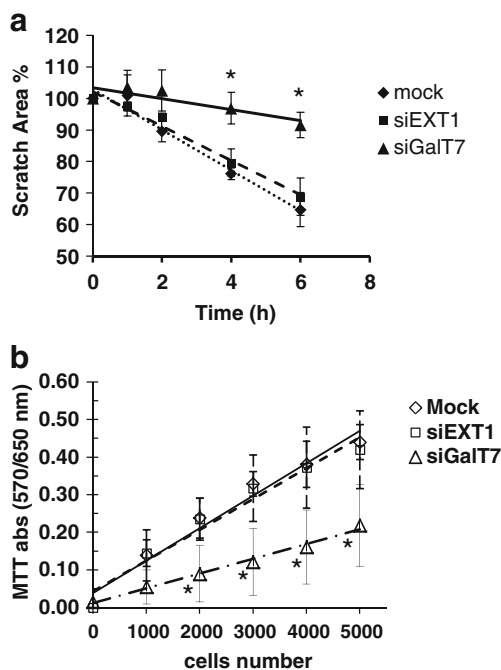 a
120
110
100
90
80
70
60
50
Scratch Area %
* *
mock
siEXT1
siGalT7
0 2 4 6 8
Time (h)
b
0.60
0.50
0.40
0.30
0.20
0.10
0.00
MTT abs (570/650 nm)
Mock
siEXT1
siGalT7
* * * *
0 1000 2000 3000 4000 5000
cells number